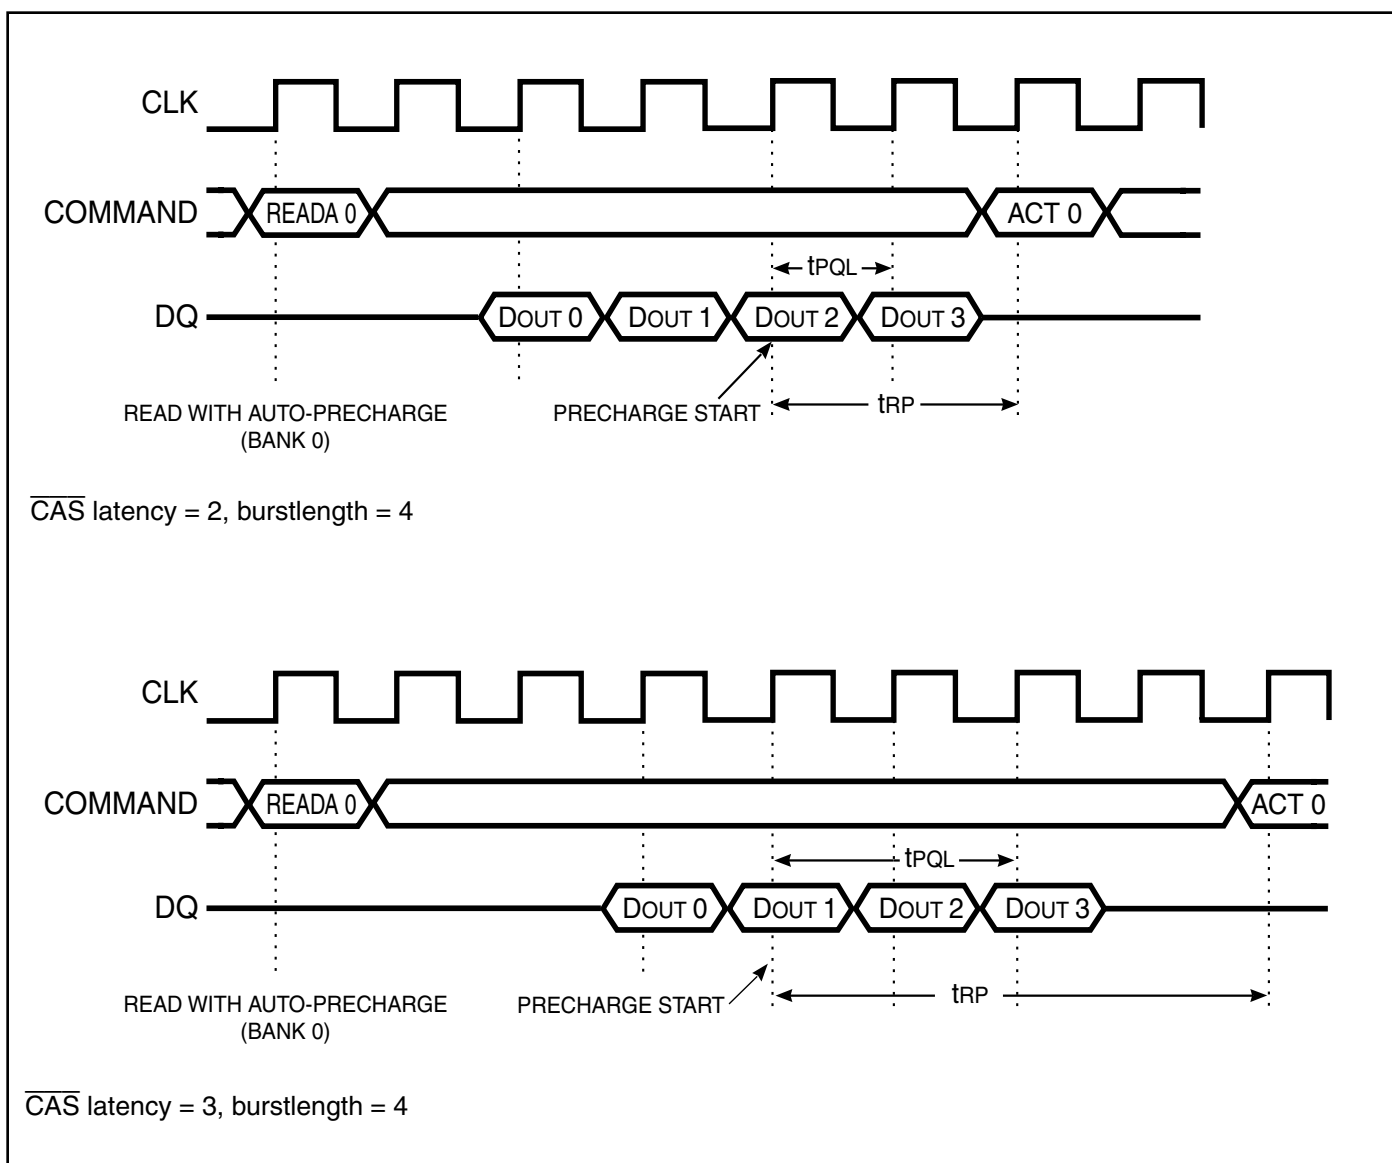 CLK
COMMAND
READA 0
ACT 0
tPQL
DQ
DOUT 0
DOUT 1
DOUT 2
DOUT 3
READ WITH AUTO-PRECHARGE
(BANK 0)
PRECHARGE START
tRP
CAS latency = 2, burstlength = 4
CLK
COMMAND
READA 0
ACT 0
tPQL
DQ
DOUT 0
DOUT 1
DOUT 2
DOUT 3
READ WITH AUTO-PRECHARGE
(BANK 0)
PRECHARGE START
tRP
CAS latency = 3, burstlength = 4